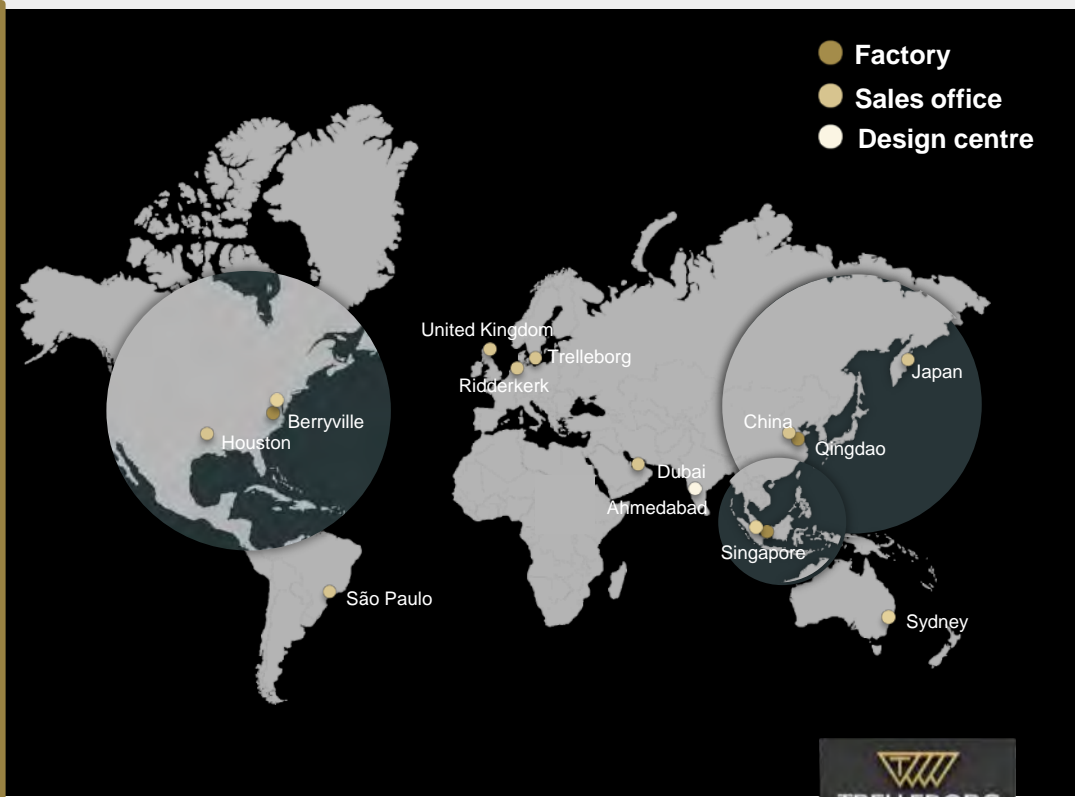 Factory
Sales office
Design centre
United Kingdom
Trelleborg
Ridderkerk
Japan
Berryville
Houston
China
Qingdao
Dubai
Ahmedabad
Singapore
São Paulo
Sydney
TRELLEBORG